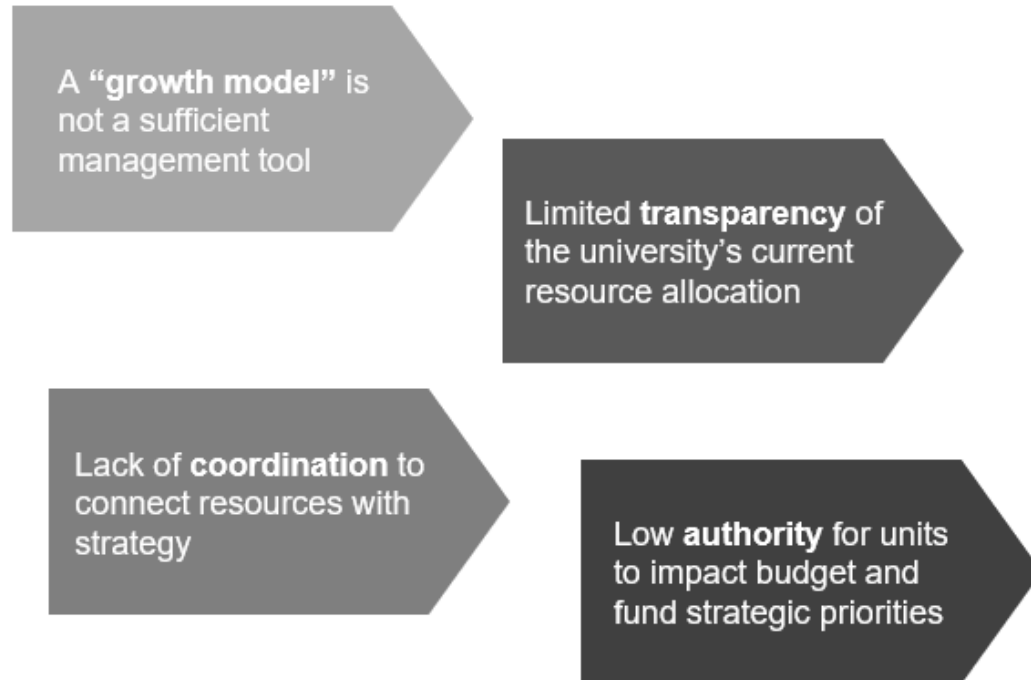 A “growth model” is
not a sufficient
management tool
Limited transparency of
the university’s current
resource allocation
Lack of coordination to
connect resources with
strategy
Low authority for units
to impact budget and
fund strategic priorities